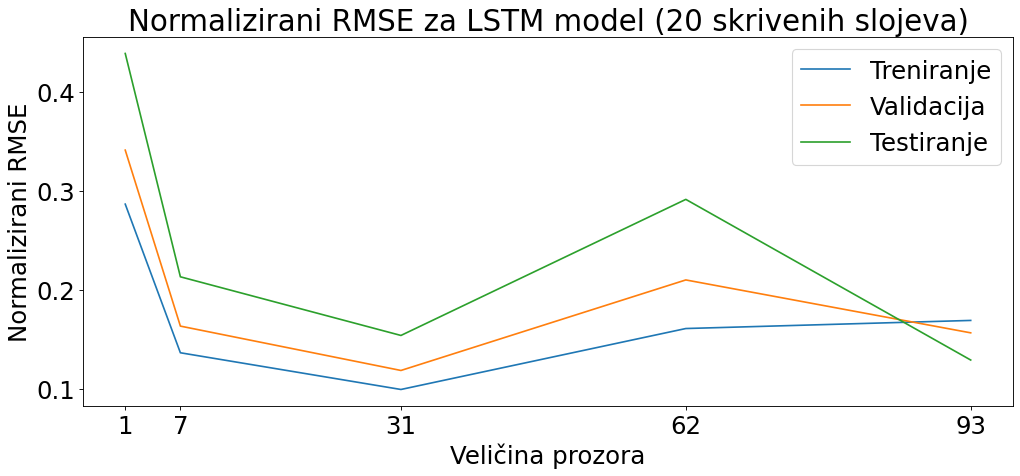 Normalizirani RMSE za LSTM model (20 skrivenih slojeva)
Normalizirani RMSE
0.4
0.3
0.2
0.1
Treniranje
Validacija
Testiranje
1 7 31 62 93
Veličina prozora